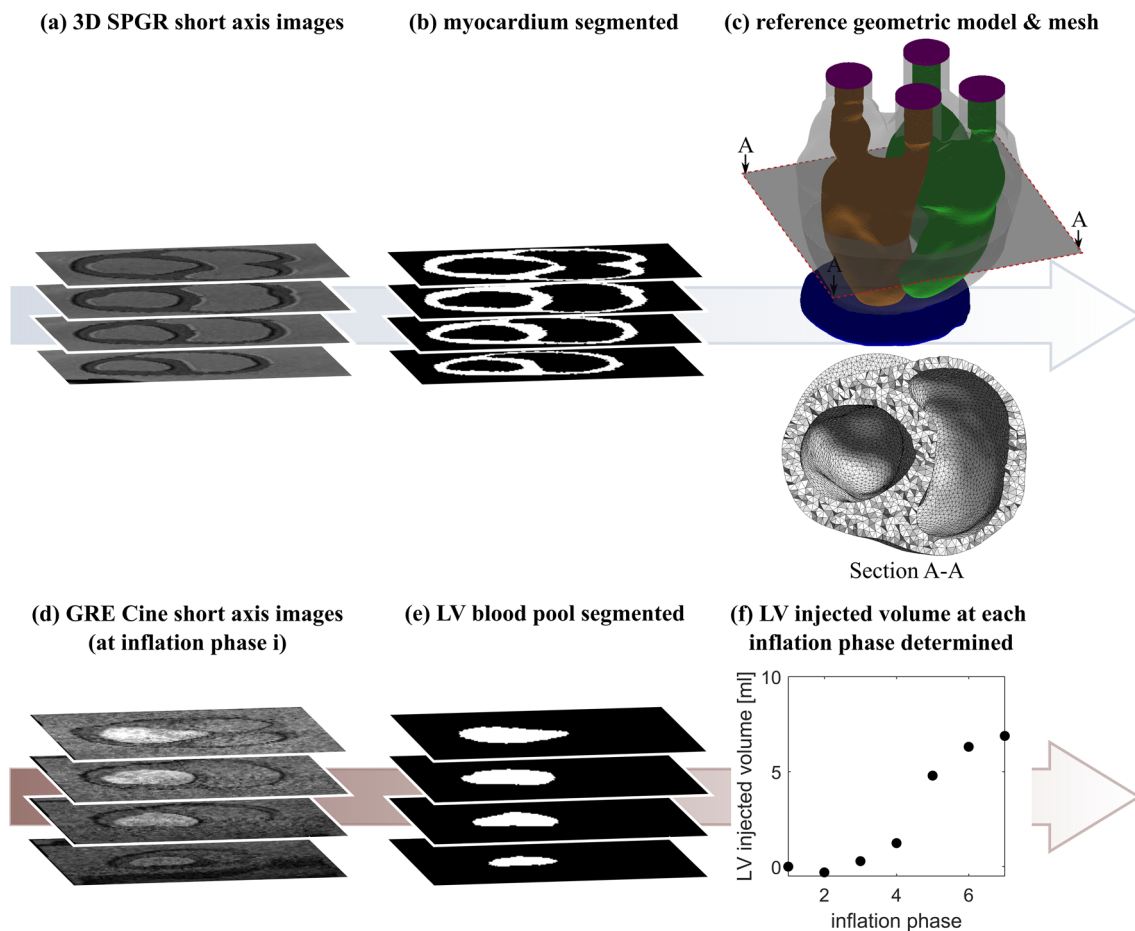 (a) 3D SPGR short axis images
(b) myocardium segmented
(c) reference geometric model & mesh
A
A
A
Section A-A
(d) GRE Cine short axis images
(at inflation phase i)
(e) LV blood pool segmented
(f) LV injected volume at each
inflation phase determined
LV injected volume [ml]
10
5
0
2
4
6
inflation phase